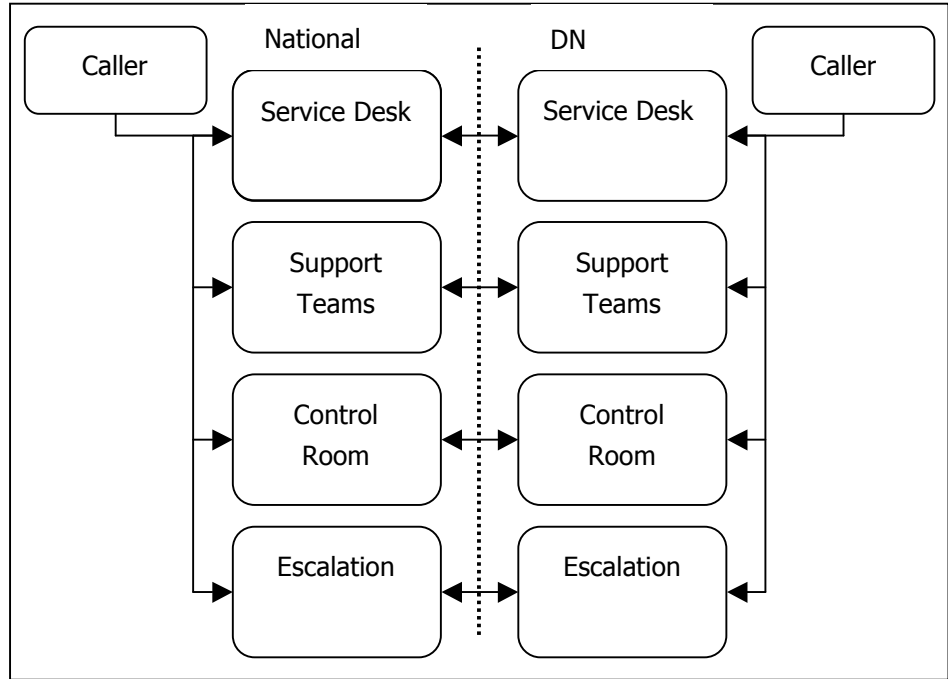 National
DN
Caller
Caller
Service Desk
Service Desk
Support
Teams
Support
Teams
Control
Room
Control
Room
Escalation
Escalation